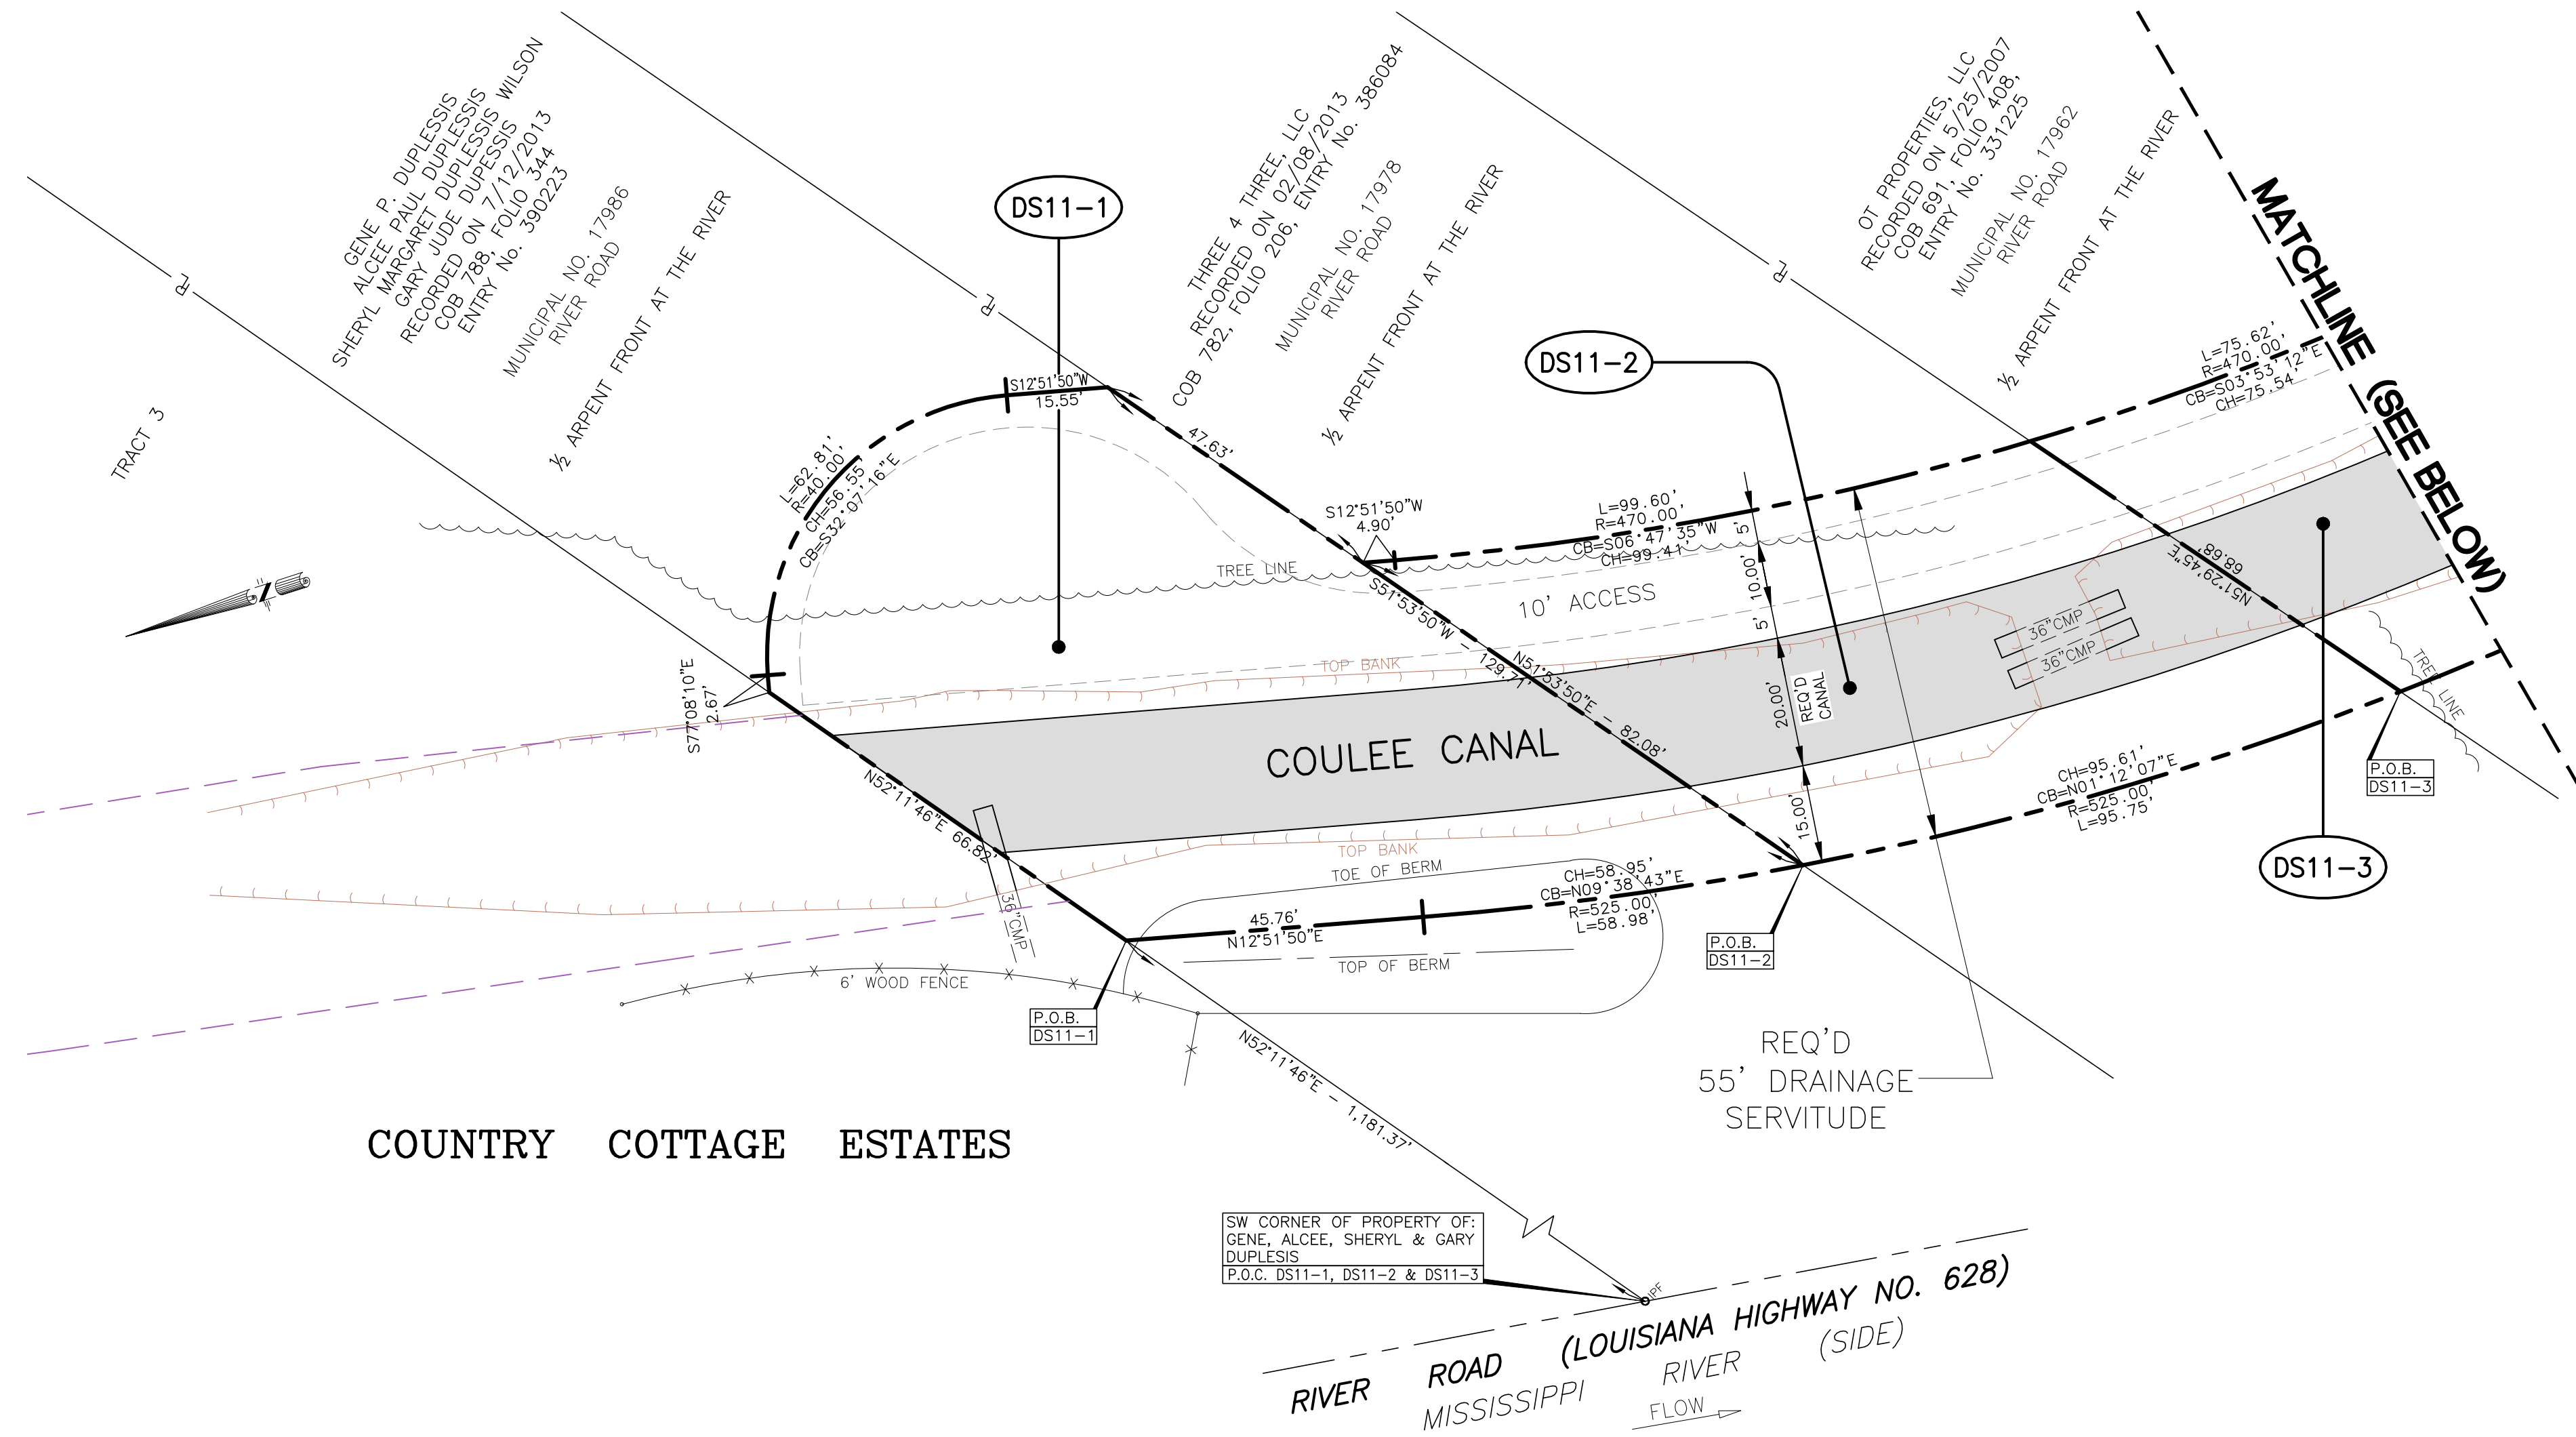 GENE P. DUPLESSIS
ALCEE PAUL DUPLESSIS
SHERYL MARGARET DUPLESSIS WILSON
GARY JUDE DUPESSIS
RECORDED ON 7/12/2013
COB 788, FOLIO 344
ENTRY No. 390223
MUNICIPAL NO. 17986
RIVER ROAD
½ ARPENT FRONT AT THE RIVER
TRACT 3
DS11-1
THREE 4 THREE, LLC
RECORDED ON 02/08/2013
COB 782, FOLIO 206, ENTRY No. 386084
MUNICIPAL NO. 17978
RIVER ROAD
½ ARPENT FRONT AT THE RIVER
DS11-2
OT PROPERTIES, LLC
RECORDED ON 5/25/2007
COB 691, FOLIO 408,
ENTRY No. 331225
MUNICIPAL NO. 17962
RIVER ROAD
½ ARPENT FRONT AT THE RIVER
MATCHLINE (SEE BELOW)
L=75.62'
R=470.00'
CB=S03°53'12"E
CH=75.54'
S12°51'50"W
15.55'
47.63'
L=62.81'
R=40.00'
CH=56.55'
CB=S32°07'16"E
S12°51'50"W
4.90'
L=99.60'
R=470.00'
CB=S06°47'35"W
CH=99.41'
5'
10.00'
5'
20.00'
REQ'D
CANAL
15.00'
TREE LINE
10' ACCESS
S51°53'50"W - 129.71'
N51°53'50"E - 82.08'
N51°29'45"E
68.68'
36"CMP
36"CMP
TREE LINE
TOP BANK
S77°08'10"E
2.67'
COULEE CANAL
N52°11'46"E 66.82'
36"CMP
TOP BANK
TOE OF BERM
45.76'
N12°51'50"E
CH=58.95'
CB=N09°38'43"E
R=525.00'
L=58.98'
TOP OF BERM
6' WOOD FENCE
P.O.B.
DS11-1
P.O.B.
DS11-2
P.O.B.
DS11-3
CH=95.61'
CB=N01°12'07"E
R=525.00'
L=95.75'
DS11-3
N52°11'46"E - 1,181.37'
REQ'D
55' DRAINAGE
SERVITUDE
COUNTRY COTTAGE ESTATES
SW CORNER OF PROPERTY OF:
GENE, ALCEE, SHERYL & GARY
DUPLESIS
P.O.C. DS11-1, DS11-2 & DS11-3
IPF
RIVER ROAD (LOUISIANA HIGHWAY NO. 628)
MISSISSIPPI RIVER (SIDE)
FLOW